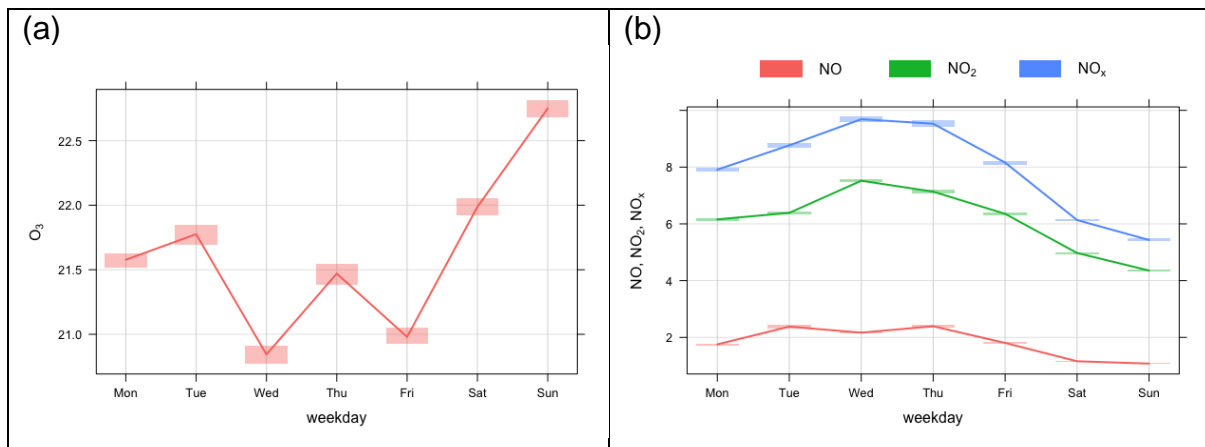 (a)
22.5
22.0
21.5
21.0
O₃
Mon Tue Wed Thu Fri Sat Sun
weekday
(b)
NO NO₂ NOₓ
8
6
4
2
NO, NO₂, NOₓ
Mon Tue Wed Thu Fri Sat Sun
weekday